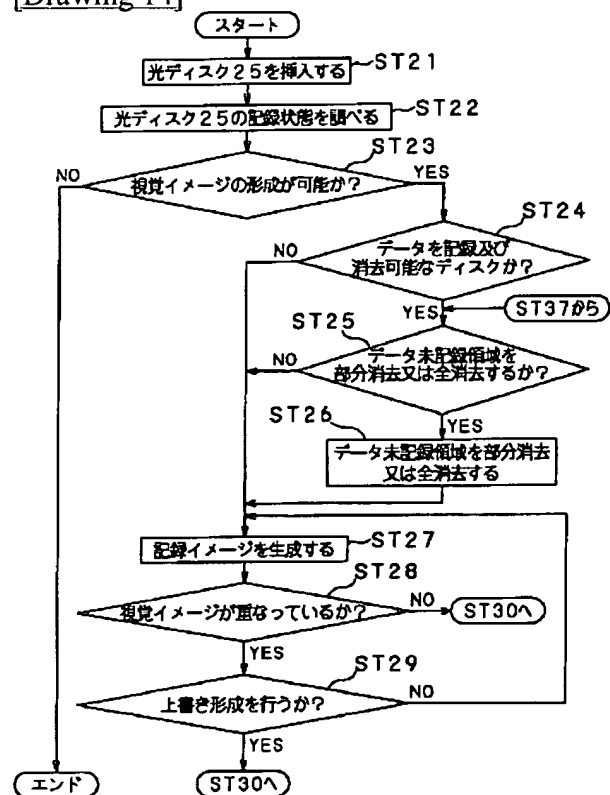 [Drawing 14]
スタート
光ディスク25を挿入する
ST21
光ディスク25の記録状態を調べる
ST22
視覚イメージの形成が可能か?
ST23
NO
YES
データを記録及び
消去可能なディスクか?
ST24
NO
YES
ST37から
データ未記録領域を
部分消去又は全消去するか?
ST25
NO
YES
ST26
データ未記録領域を部分消去
又は全消去する
記録イメージを生成する
ST27
視覚イメージが重なっているか?
ST28
NO
ST30へ
YES
上書き形成を行うか?
ST29
NO
YES
エンド
ST30へ